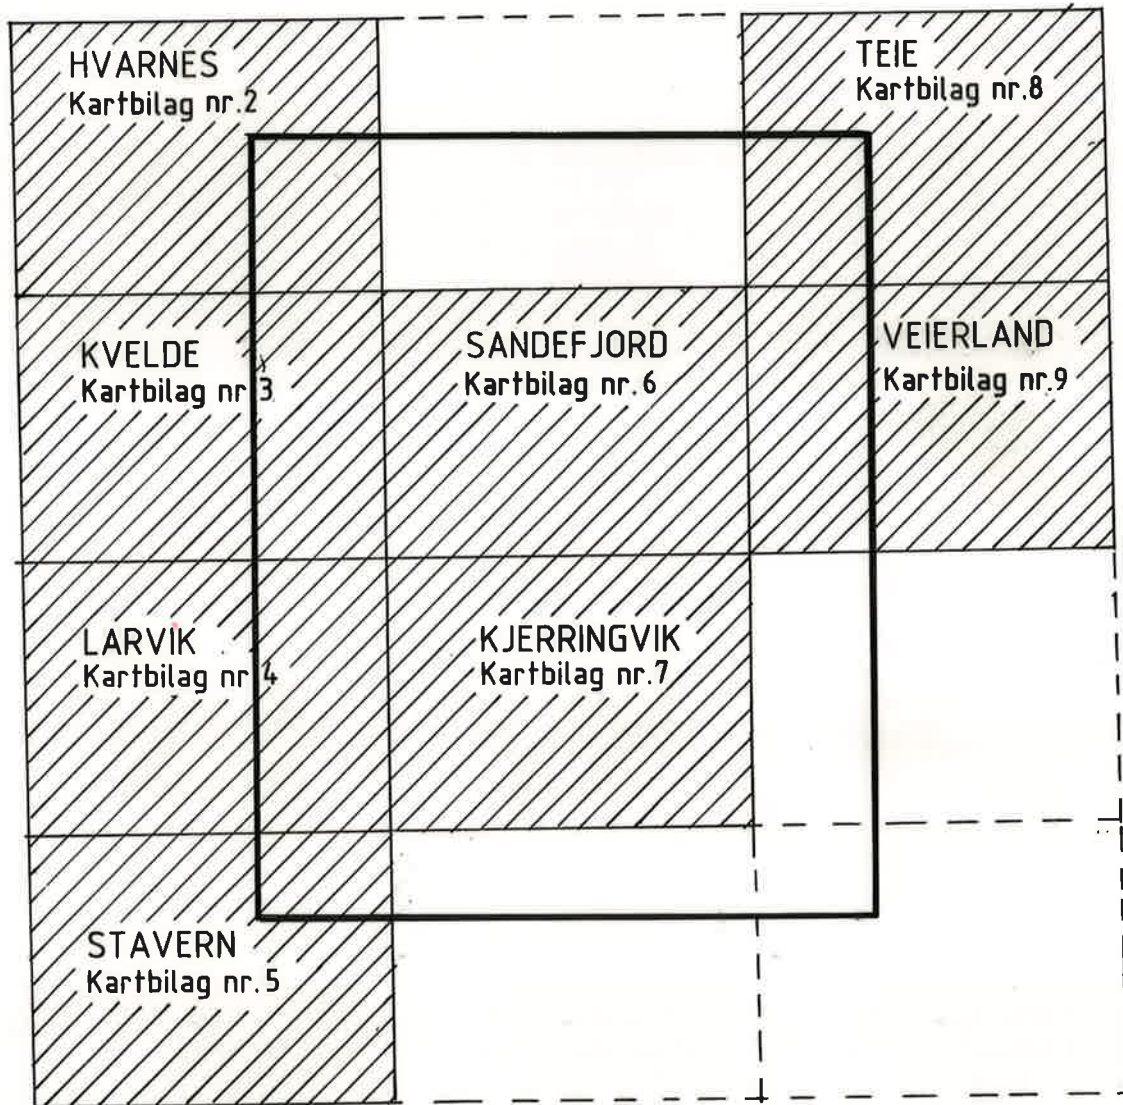 HVARNES
Kartbilag nr.2
TEIE
Kartbilag nr.8
KVELDE
Kartbilag nr 3
SANDEFJORD
Kartbilag nr.6
VEIERLAND
Kartbilag nr.9
LARVIK
Kartbilag nr 4
KJERRINGVIK
Kartbilag nr.7
STAVERN
Kartbilag nr.5